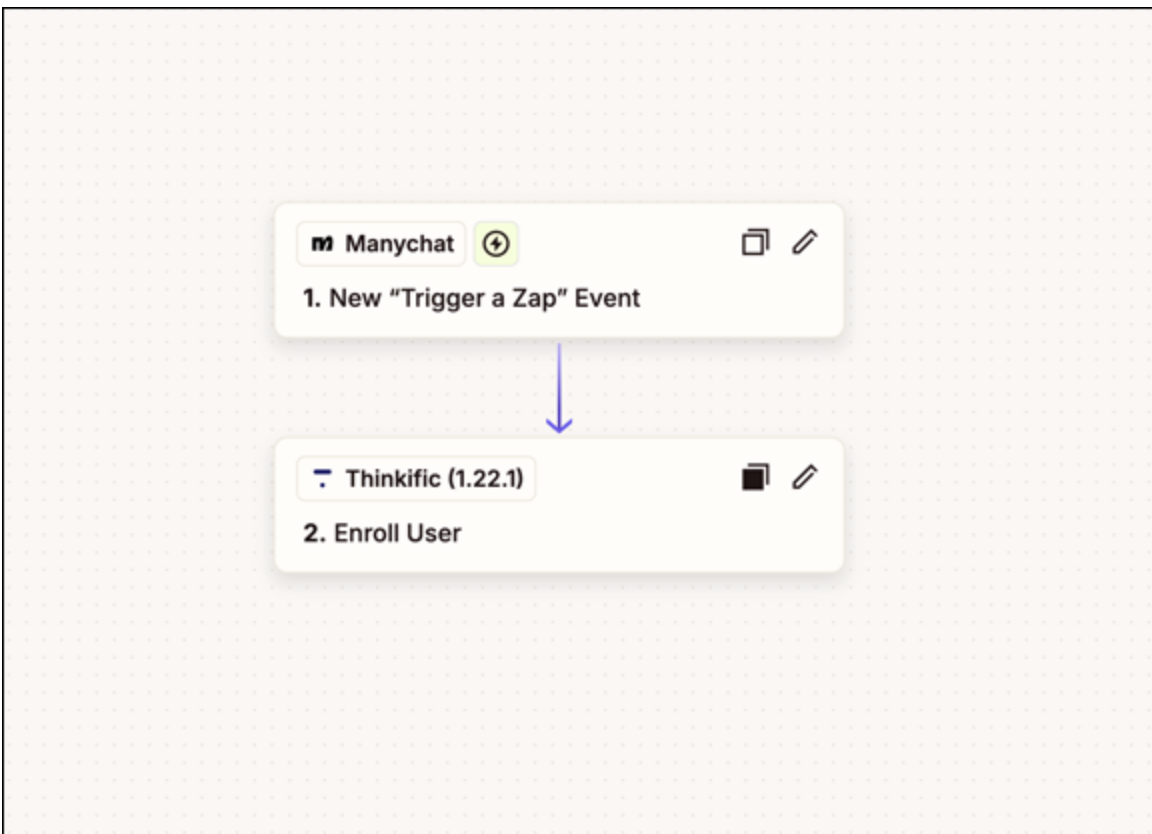 Manychat
1. New “Trigger a Zap” Event
Thinkific (1.22.1)
2. Enroll User